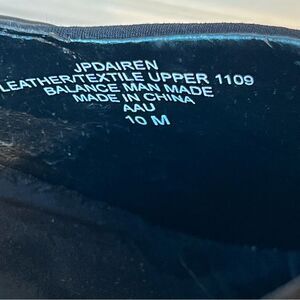 JPDAIREN
LEATHER/TEXTILE UPPER 1109
BALANCE MAN MADE
MADE IN CHINA
AAU
10 M